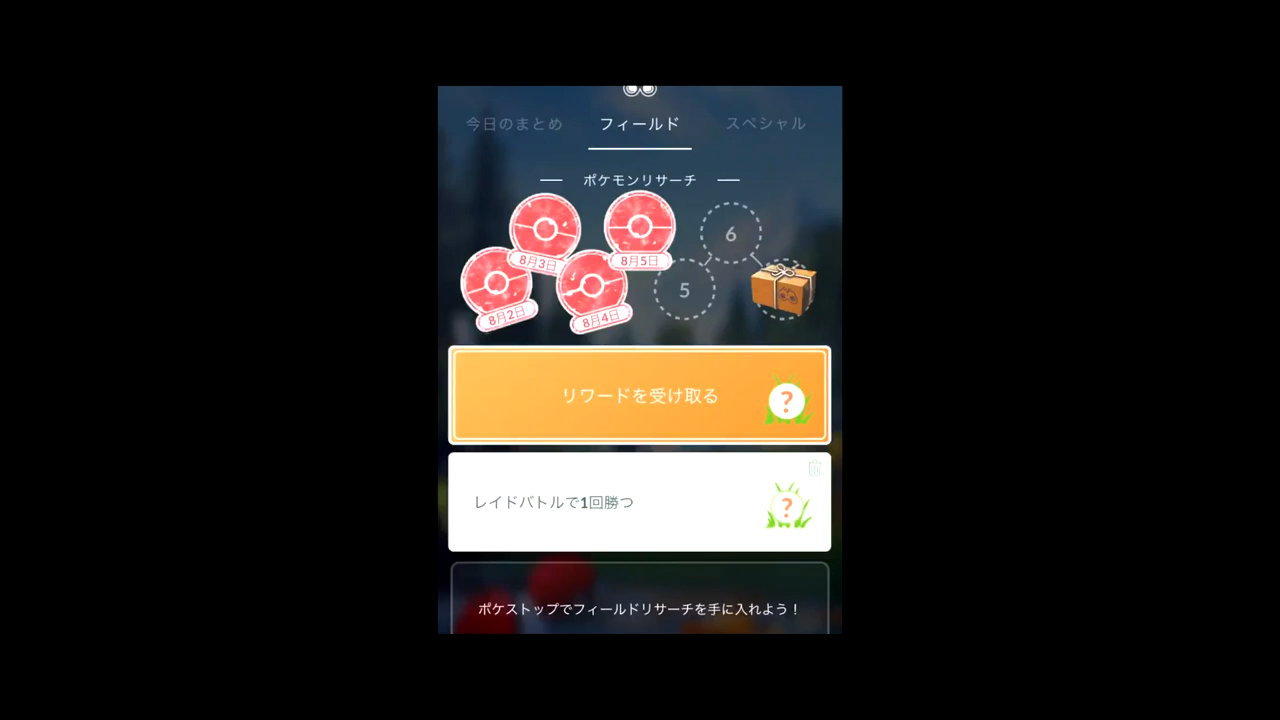 今日のまとめ フィールド スペシャル
ポケモンリサーチ
8月3日 8月5日 6
8月2日 8月4日 5
リワードを受け取る ?
レイドバトルで1回勝つ ?
ポケストップでフィールドリサーチを手に入れよう！